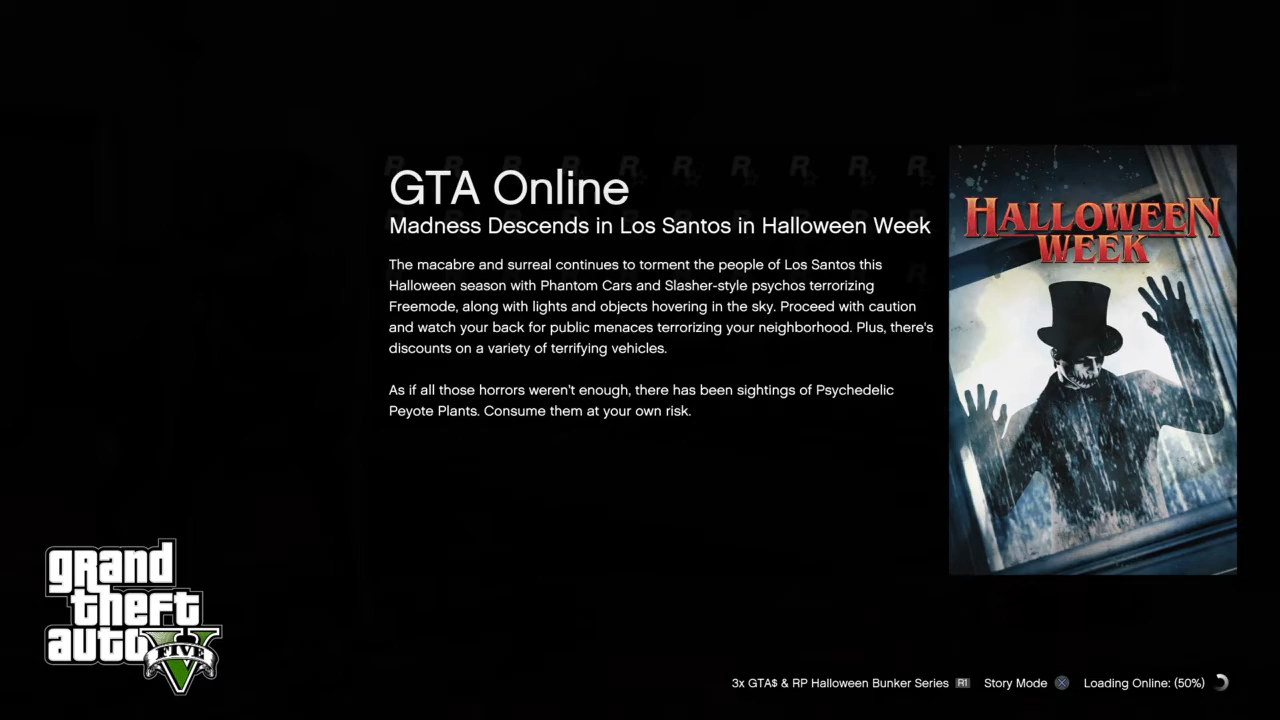 GTA Online
Madness Descends in Los Santos in Halloween Week
The macabre and surreal continues to torment the people of Los Santos this
Halloween season with Phantom Cars and Slasher-style psychos terrorizing
Freemode, along with lights and objects hovering in the sky. Proceed with caution
and watch your back for public menaces terrorizing your neighborhood. Plus, there's
discounts on a variety of terrifying vehicles.
As if all those horrors weren't enough, there has been sightings of Psychedelic
Peyote Plants. Consume them at your own risk.
HALLOWEEN
WEEK
grand
theft
auto V
FIVE
3x GTA$ & RP Halloween Bunker Series R1 Story Mode Loading Online: (50%)